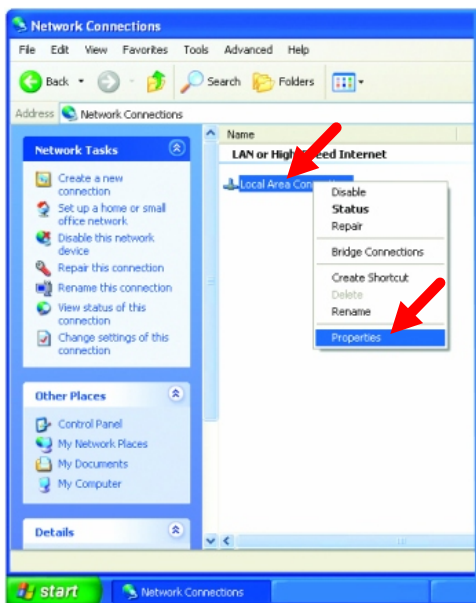 Network Connections
File Edit View Favorites Tools Advanced Help
Back Search Folders
Address Network Connections
Network Tasks
Create a new
connection
Set up a home or small
office network
Disable this network
device
Repair this connection
Rename this connection
View status of this
connection
Change settings of this
connection
Other Places
Control Panel
My Network Places
My Documents
My Computer
Details
Name
LAN or High Internet
Local Area
Disable
Status
Repair
Bridge Connections
Create Shortcut
Delete
Rename
Properties
start Network Connections